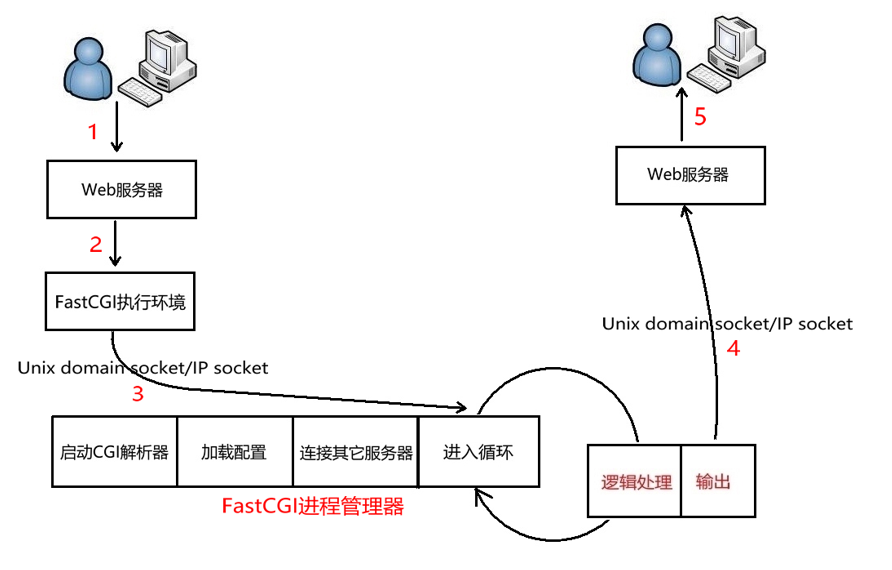 1
Web服务器
2
FastCGI执行环境
Unix domain socket/IP socket
3
启动CGI解析器
加载配置
连接其它服务器
进入循环
FastCGI进程管理器
逻辑处理
输出
Unix domain socket/IP socket
4
Web服务器
5